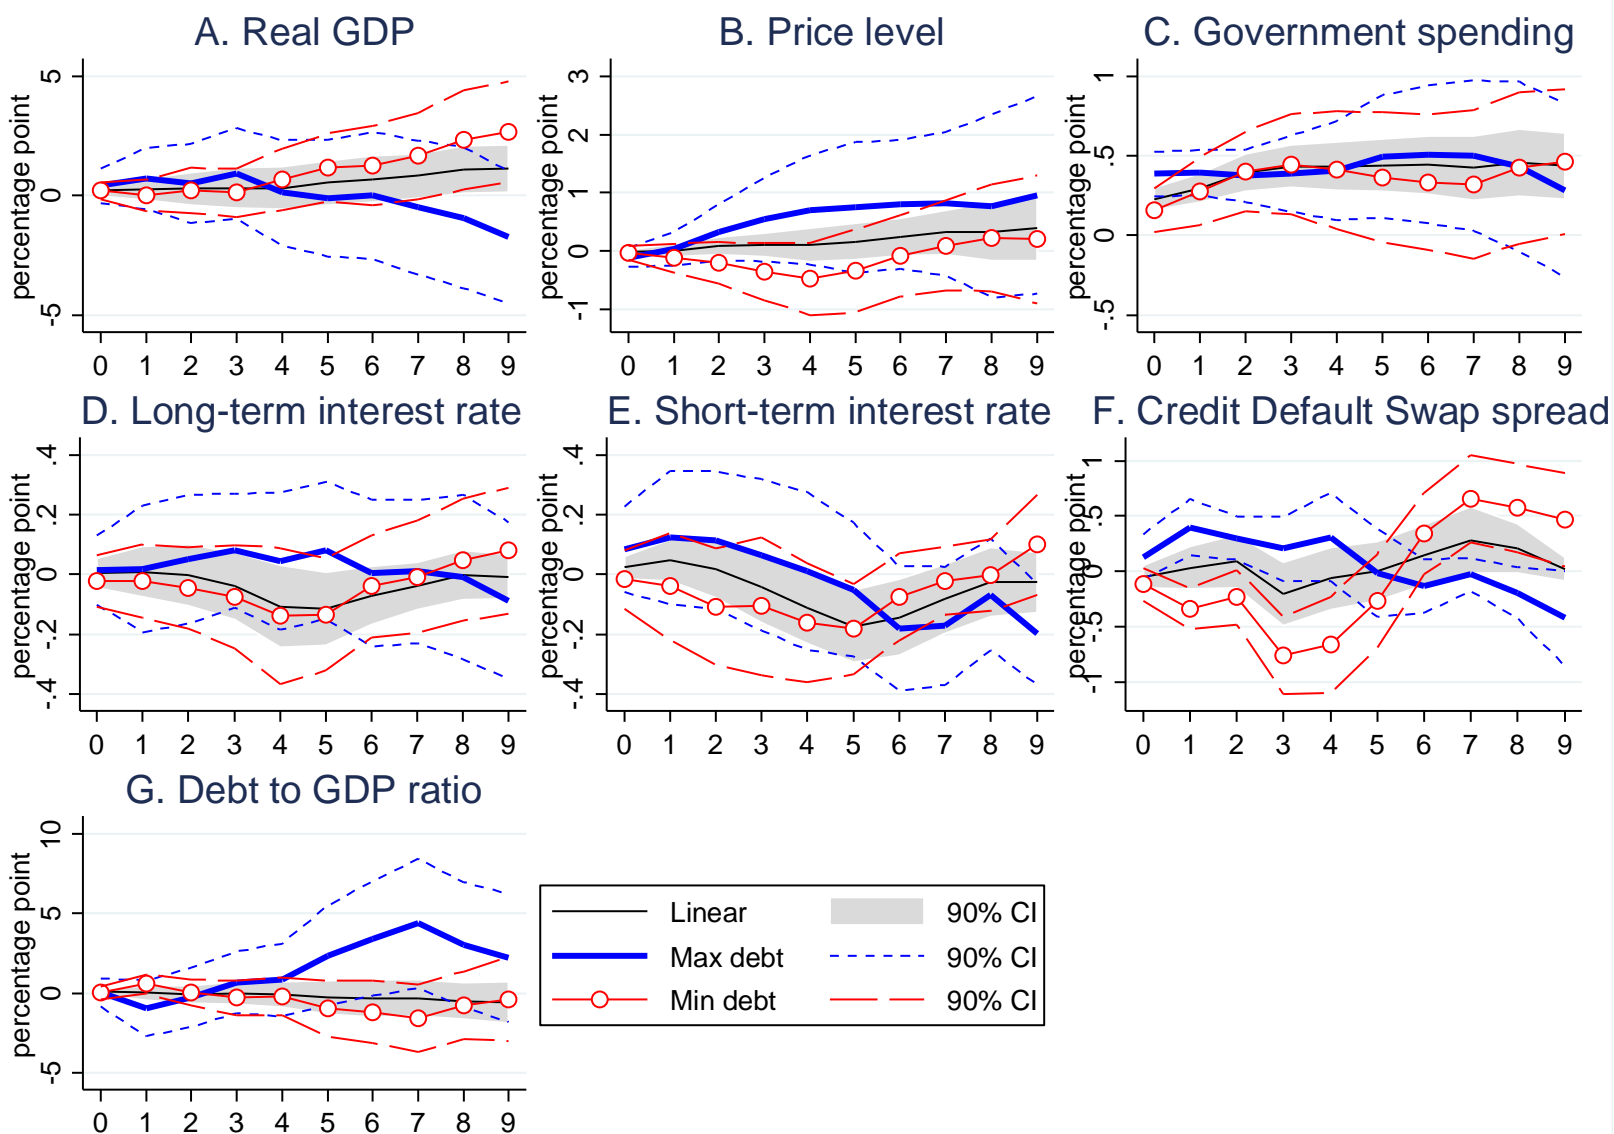 A. Real GDP
percentage point
5
0
-5
0 1 2 3 4 5 6 7 8 9
B. Price level
percentage point
3
2
1
0
-1
0 1 2 3 4 5 6 7 8 9
C. Government spending
percentage point
1
.5
0
-.5
0 1 2 3 4 5 6 7 8 9
D. Long-term interest rate
percentage point
.4
.2
0
-.2
-.4
0 1 2 3 4 5 6 7 8 9
E. Short-term interest rate
percentage point
.4
.2
0
-.2
-.4
0 1 2 3 4 5 6 7 8 9
F. Credit Default Swap spread
percentage point
1
.5
0
-.5
-1
0 1 2 3 4 5 6 7 8 9
G. Debt to GDP ratio
percentage point
10
5
0
-5
0 1 2 3 4 5 6 7 8 9
Linear 90% CI
Max debt 90% CI
Min debt 90% CI